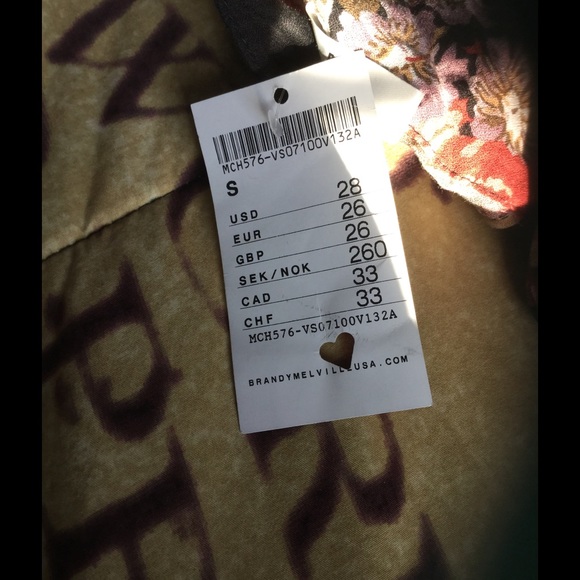 MCH576-VS07100V132A
S
USD 28
EUR 26
GBP 26
SEK/NOK 260
CAD 33
CHF 33
MCH576-VS07100V132A
BRANDYMELVILLEUSA.COM